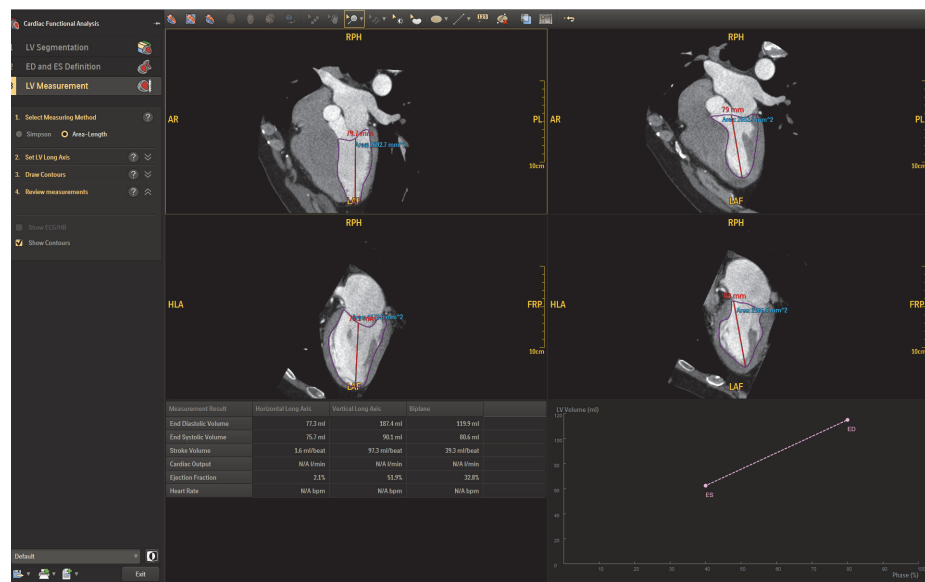 Cardiac Functional Analysis
LV Segmentation
ED and ES Definition
3 LV Measurement
1. Select Measuring Method ?
Simpson Area-Length
2. Set LV Long Axis ?
3. Draw Contours ?
4. Review measurements ?
Show ECG/HB
Show Contours
RPH
AR
PL
10cm
LAF
RPH
AR
PL
79 mm
10cm
LAF
RPH
HLA
FRP
10cm
LAF
RPH
HLA
FRP
mm
10cm
LAF
Measurement Result Horizontal Long Axis Vertical Long Axis Biplane
End Diastolic Volume 77.3 ml 187.4 ml 119.9 ml
End Systolic Volume 75.7 ml 90.1 ml 80.6 ml
Stroke Volume 1.6 ml/beat 97.3 ml/beat 39.3 ml/beat
Cardiac Output N/A l/min N/A l/min N/A l/min
Ejection Fraction 2.1% 51.9% 32.8%
Heart Rate N/A bpm N/A bpm N/A bpm
LV Volume (ml)
120
100
80
60
40
20
0
ED
ES
10 20 30 40 50 60 70 80 90 100
Phase (%)
Default
Exit